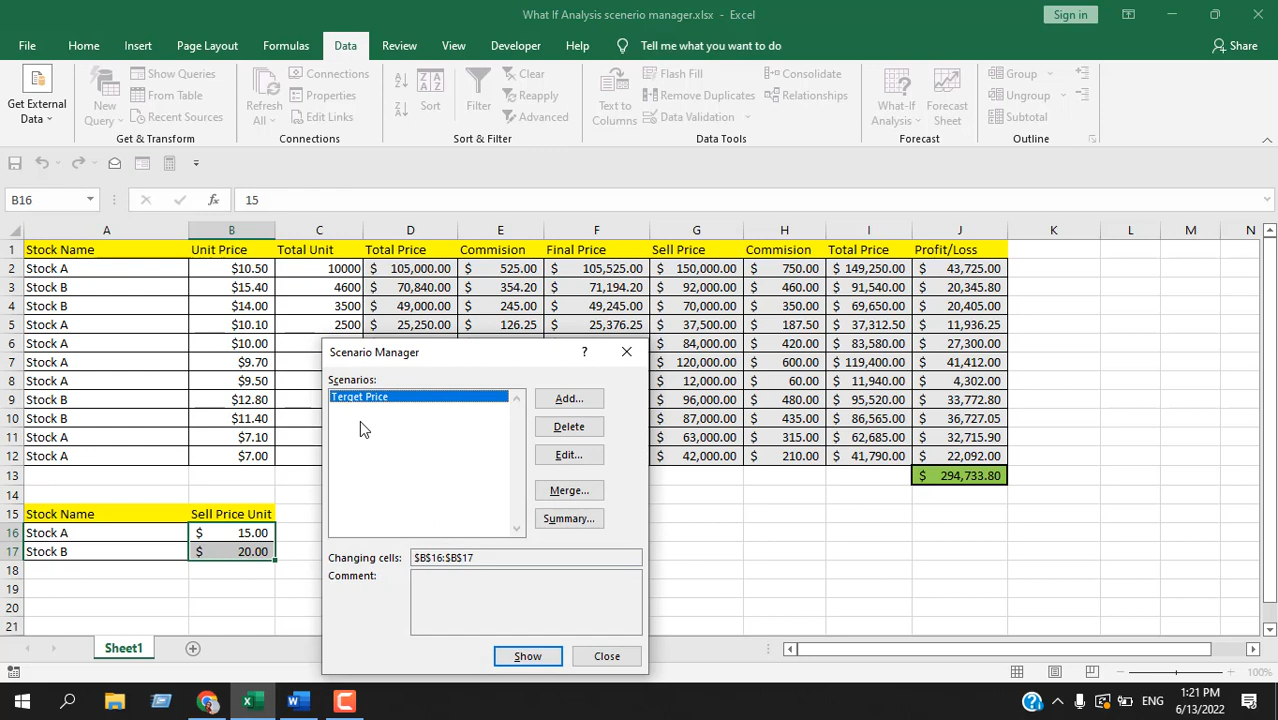 What If Analysis scenerio manager.xlsx - Excel
Sign in
File Home Insert Page Layout Formulas Data Review View Developer Help Tell me what you want to do Share
Get External Data
New Query
Show Queries
From Table
Recent Sources
Get & Transform
Refresh All
Connections
Properties
Edit Links
Connections
Sort
Filter
Clear
Reapply
Advanced
Sort & Filter
Text to Columns
Flash Fill
Remove Duplicates
Data Validation
Consolidate
Relationships
Data Tools
What-If Analysis
Forecast Sheet
Forecast
Group
Ungroup
Subtotal
Outline
B16 fx 15
A B C D E F G H I J K L M N
1 Stock Name Unit Price Total Unit Total Price Commision Final Price Sell Price Commision Total Price Profit/Loss
2 Stock A $10.50 10000 $ 105,000.00 $ 525.00 $ 105,525.00 $ 150,000.00 $ 750.00 $ 149,250.00 $ 43,725.00
3 Stock B $15.40 4600 $ 70,840.00 $ 354.20 $ 71,194.20 $ 92,000.00 $ 460.00 $ 91,540.00 $ 20,345.80
4 Stock B $14.00 3500 $ 49,000.00 $ 245.00 $ 49,245.00 $ 70,000.00 $ 350.00 $ 69,650.00 $ 20,405.00
5 Stock A $10.10 2500 $ 25,250.00 $ 126.25 $ 25,376.25 $ 37,500.00 $ 187.50 $ 37,312.50 $ 11,936.25
6 Stock A $10.00 $ 84,000.00 $ 420.00 $ 83,580.00 $ 27,300.00
7 Stock A $9.70 $ 120,000.00 $ 600.00 $ 119,400.00 $ 41,412.00
8 Stock A $9.50 $ 12,000.00 $ 60.00 $ 11,940.00 $ 4,302.00
9 Stock B $12.80 $ 96,000.00 $ 480.00 $ 95,520.00 $ 33,772.80
10 Stock B $11.40 $ 87,000.00 $ 435.00 $ 86,565.00 $ 36,727.05
11 Stock A $7.10 $ 63,000.00 $ 315.00 $ 62,685.00 $ 32,715.90
12 Stock A $7.00 $ 42,000.00 $ 210.00 $ 41,790.00 $ 22,092.00
13 $ 294,733.80
14
15 Stock Name Sell Price Unit
16 Stock A $ 15.00
17 Stock B $ 20.00
18
19
20
21
Scenario Manager ?
Scenarios:
Terget Price
Add...
Delete
Edit...
Merge...
Summary...
Changing cells: $B$16:$B$17
Comment:
Show Close
Sheet1
100%
ENG
1:21 PM
6/13/2022